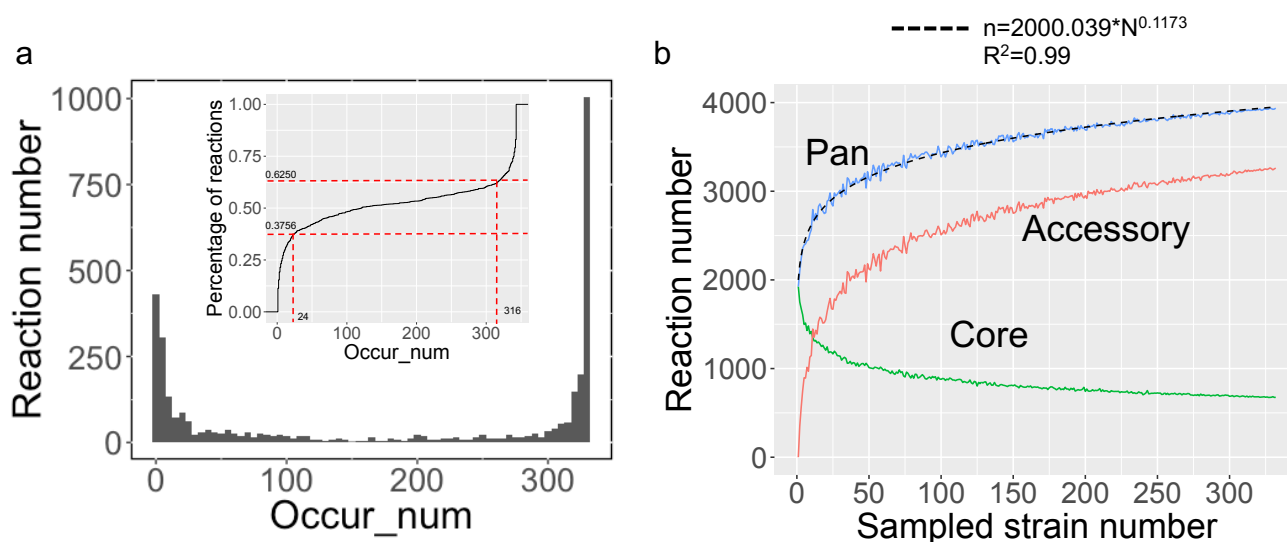 a
Reaction number
1000
750
500
250
0
0
100
200
300
Occur_num
Percentage of reactions
1.00
0.75
0.50
0.25
0.00
0.6250
0.3756
24
316
0
100
200
300
Occur_num
b
n=2000.039*N^0.1173
R²=0.99
Reaction number
4000
3000
2000
1000
0
Pan
Accessory
Core
0
50
100
150
200
250
300
Sampled strain number